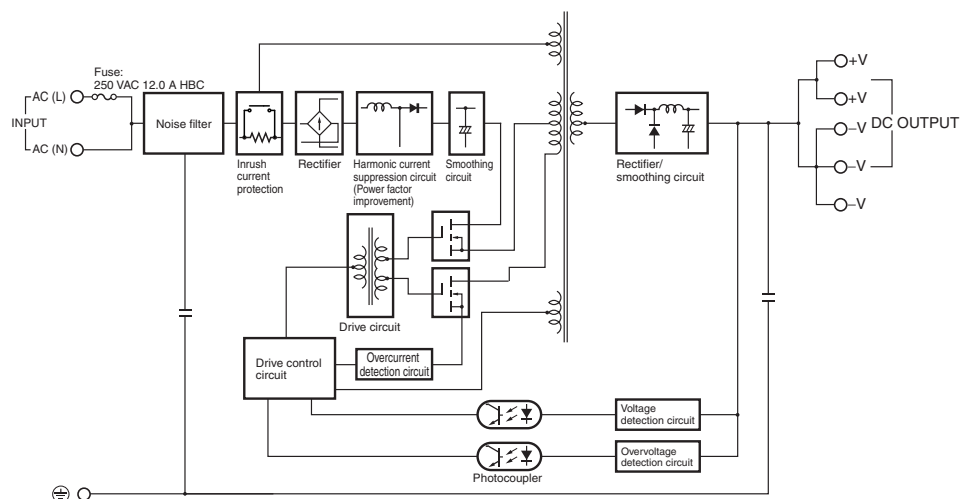 Fuse:
250 VAC 12.0 A HBC
AC (L)
INPUT
AC (N)
Noise filter
Inrush
current
protection
Rectifier
Harmonic current
suppression circuit
(Power factor
improvement)
Smoothing
circuit
Rectifier/
smoothing circuit
+V
+V
DC OUTPUT
–V
–V
–V
Drive circuit
Drive control
circuit
Overcurrent
detection circuit
Voltage
detection circuit
Overvoltage
detection circuit
Photocoupler